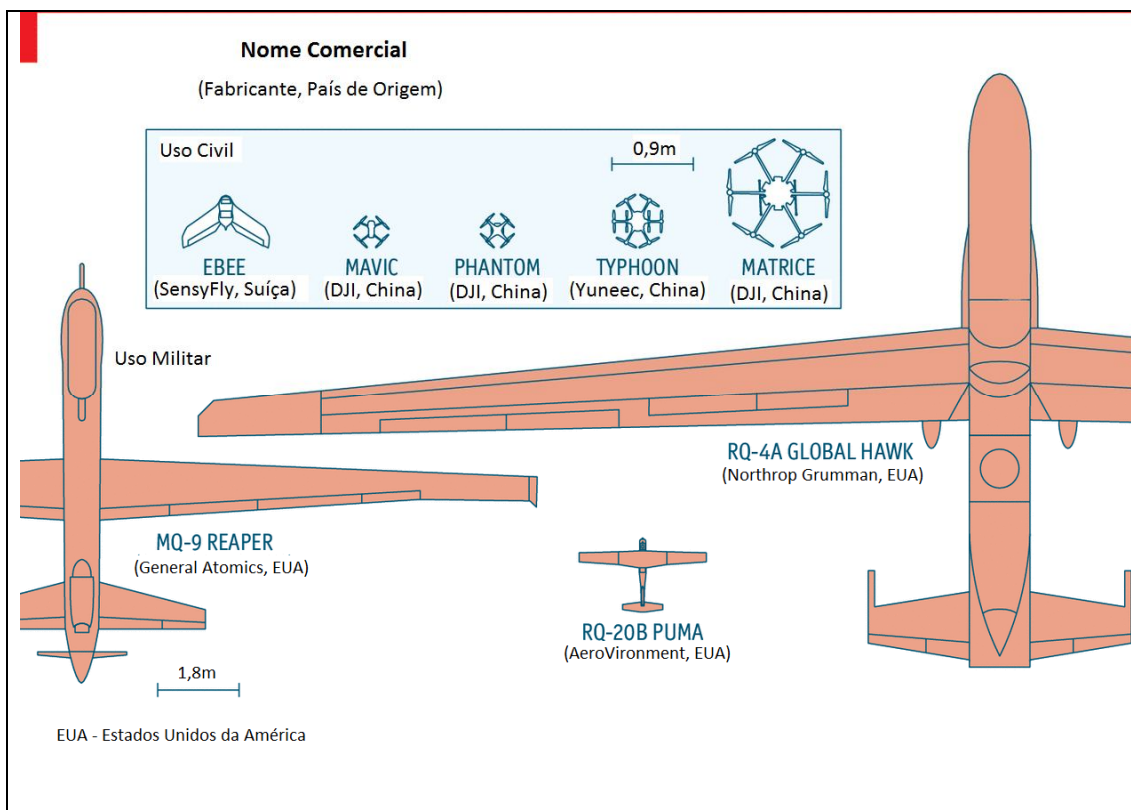 Nome Comercial
(Fabricante, País de Origem)
Uso Civil
0,9m
EBEE
(SensyFly, Suíça)
MAVIC
(DJI, China)
PHANTOM
(DJI, China)
TYPHOON
(Yuneec, China)
MATRICE
(DJI, China)
Uso Militar
RQ-4A GLOBAL HAWK
(Northrop Grumman, EUA)
MQ-9 REAPER
(General Atomics, EUA)
RQ-20B PUMA
(AeroVironment, EUA)
1,8m
EUA - Estados Unidos da América